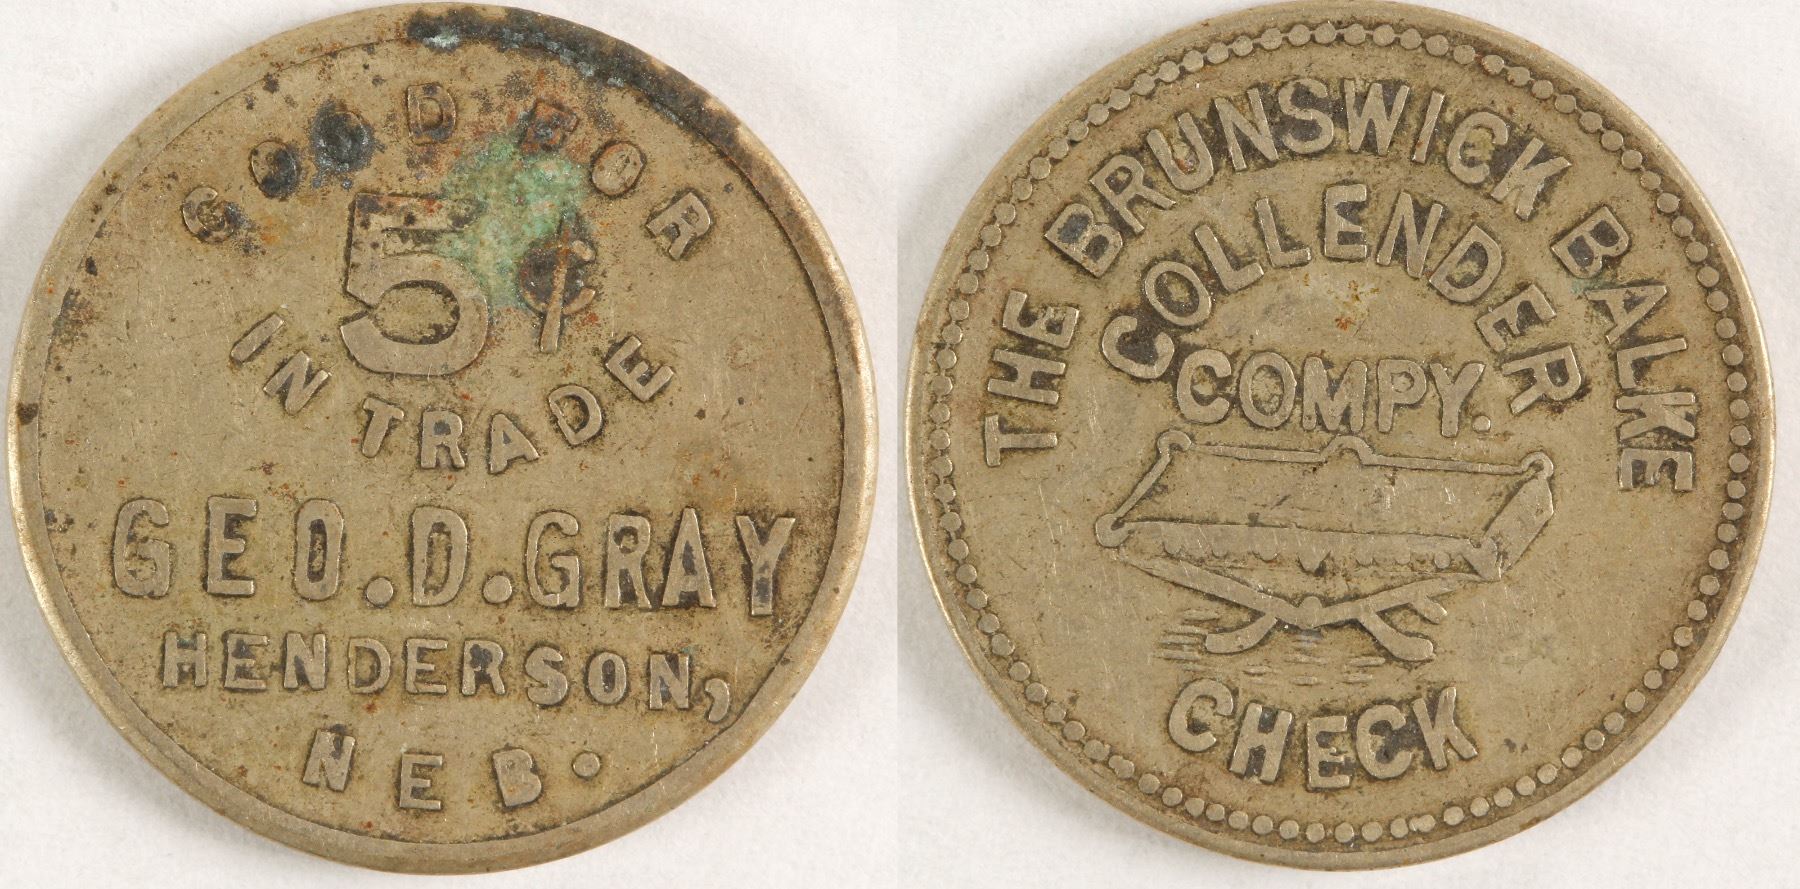 GOOD FOR
5¢
IN TRADE
GEO.D.GRAY
HENDERSON,
NEB.
THE BRUNSWICK BALKE
COLLENDER
COMPY.
CHECK